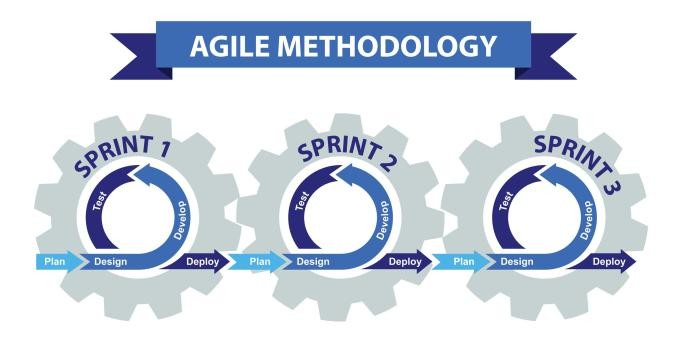 AGILE METHODOLOGY
SPRINT 1
Test
Develop
Plan
Design
Deploy
SPRINT 2
Test
Develop
Plan
Design
Deploy
SPRINT 3
Test
Develop
Plan
Design
Deploy